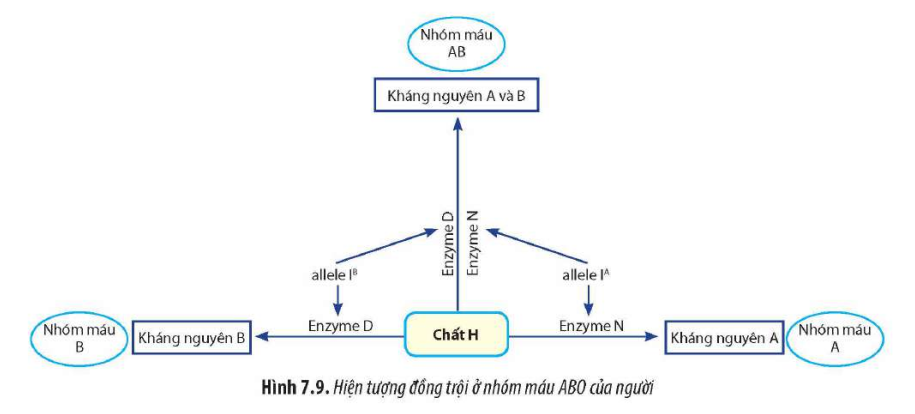 Nhóm máu
AB
Kháng nguyên A và B
Enzyme D
Enzyme N
allele Iᴮ
allele Iᴬ
Nhóm máu
B
Kháng nguyên B
Enzyme D
Chất H
Enzyme N
Kháng nguyên A
Nhóm máu
A
Hình 7.9. Hiện tượng đồng trội ở nhóm máu ABO của người